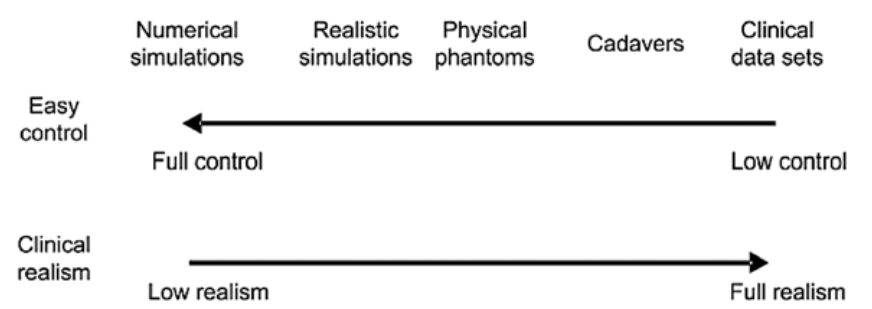 Numerical
simulations
Realistic
simulations
Physical
phantoms
Cadavers
Clinical
data sets
Easy
control
Full control
Low control
Clinical
realism
Low realism
Full realism